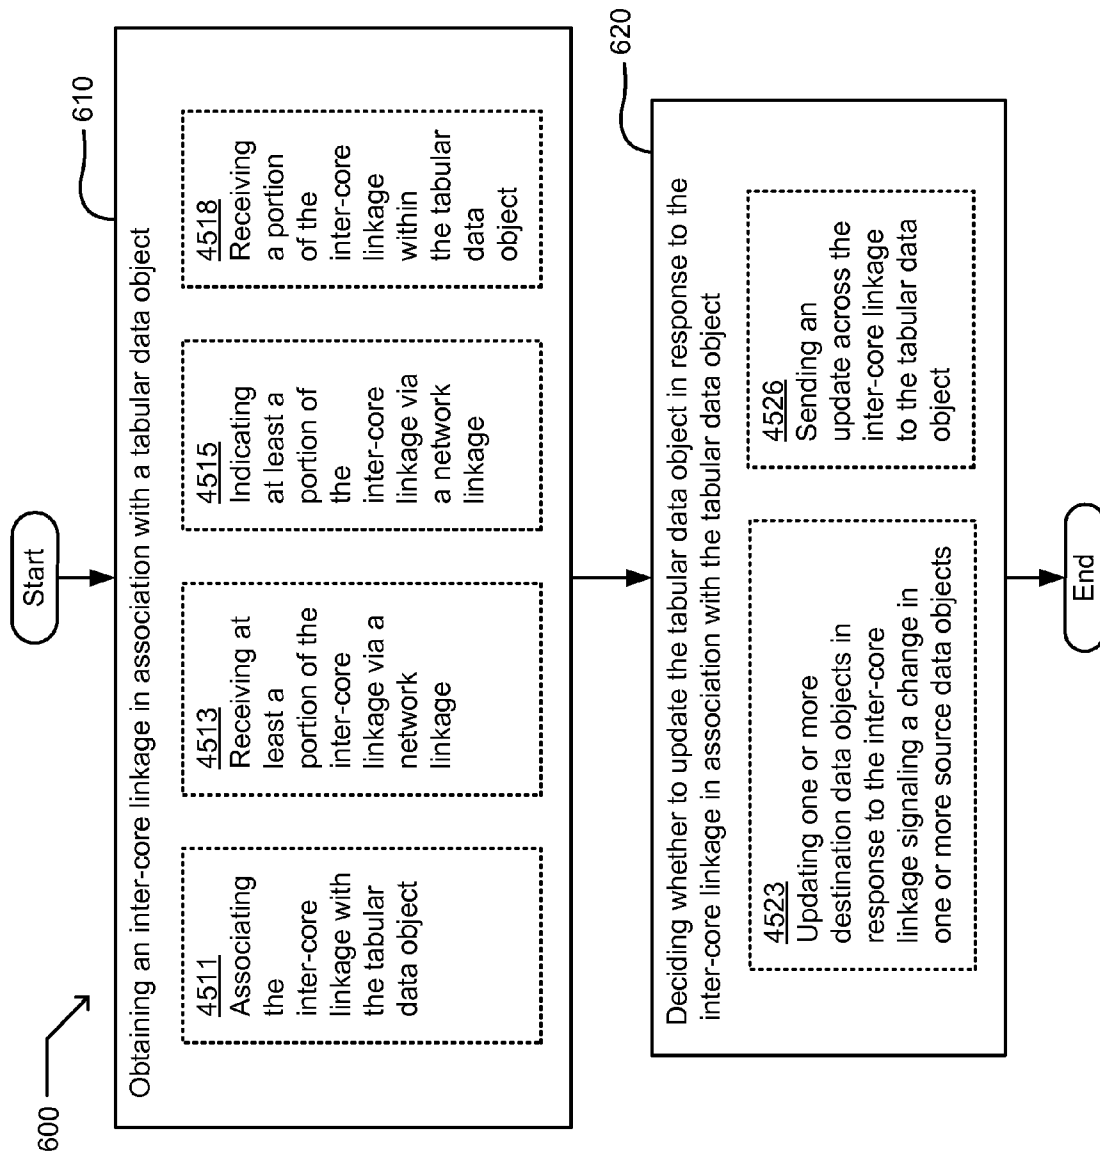 600
Start
610
Obtaining an inter-core linkage in association with a tabular data object
4511
Associating
the
inter-core
linkage with
the tabular
data object
4513
Receiving at
least a
portion of the
inter-core
linkage via a
network
linkage
4515
Indicating
at least a
portion of
the
inter-core
linkage via
a network
linkage
4518
Receiving
a portion
of the
inter-core
linkage
within
the tabular
data
object
620
Deciding whether to update the tabular data object in response to the
inter-core linkage in association with the tabular data object
4523
Updating one or more
destination data objects in
response to the inter-core
linkage signaling a change in
one or more source data objects
4526
Sending an
update across the
inter-core linkage
to the tabular data
object
End